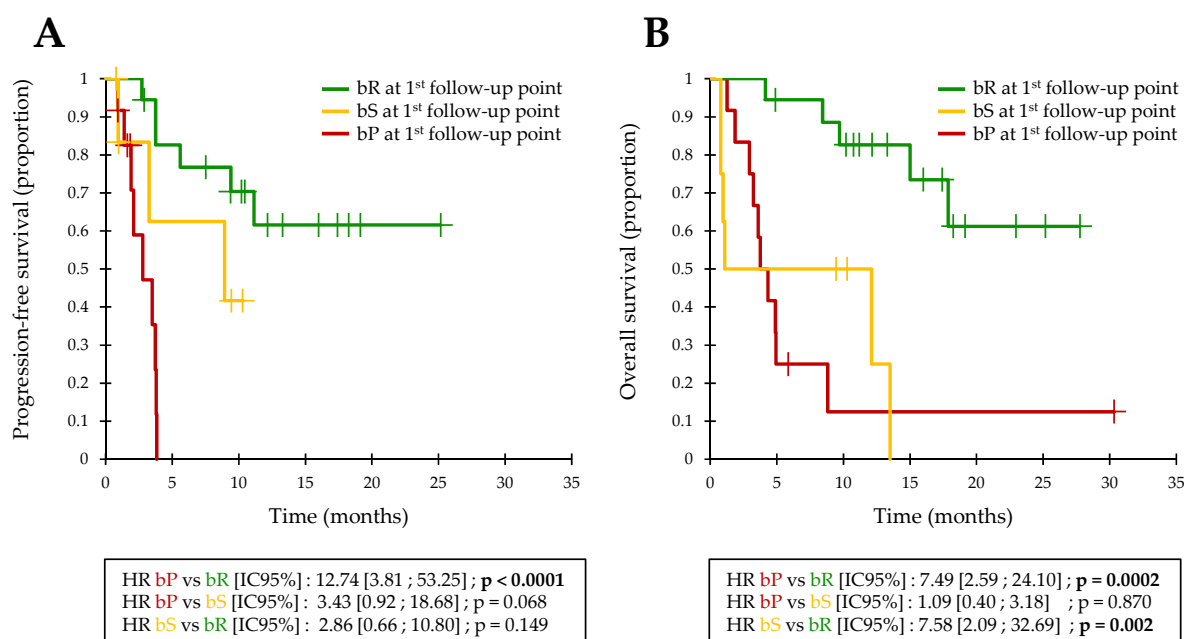 A
Progression-free survival (proportion)
1
0.9
0.8
0.7
0.6
0.5
0.4
0.3
0.2
0.1
0
bR at 1st follow-up point
bS at 1st follow-up point
bP at 1st follow-up point
0 5 10 15 20 25 30 35
Time (months)
HR bP vs bR [IC95%] : 12.74 [3.81 ; 53.25] ; p < 0.0001
HR bP vs bS [IC95%] : 3.43 [0.92 ; 18.68] ; p = 0.068
HR bS vs bR [IC95%] : 2.86 [0.66 ; 10.80] ; p = 0.149
B
Overall survival (proportion)
1
0.9
0.8
0.7
0.6
0.5
0.4
0.3
0.2
0.1
0
bR at 1st follow-up point
bS at 1st follow-up point
bP at 1st follow-up point
0 5 10 15 20 25 30 35
Time (months)
HR bP vs bR [IC95%] : 7.49 [2.59 ; 24.10] ; p = 0.0002
HR bP vs bS [IC95%] : 1.09 [0.40 ; 3.18] ; p = 0.870
HR bS vs bR [IC95%] : 7.58 [2.09 ; 32.69] ; p = 0.002